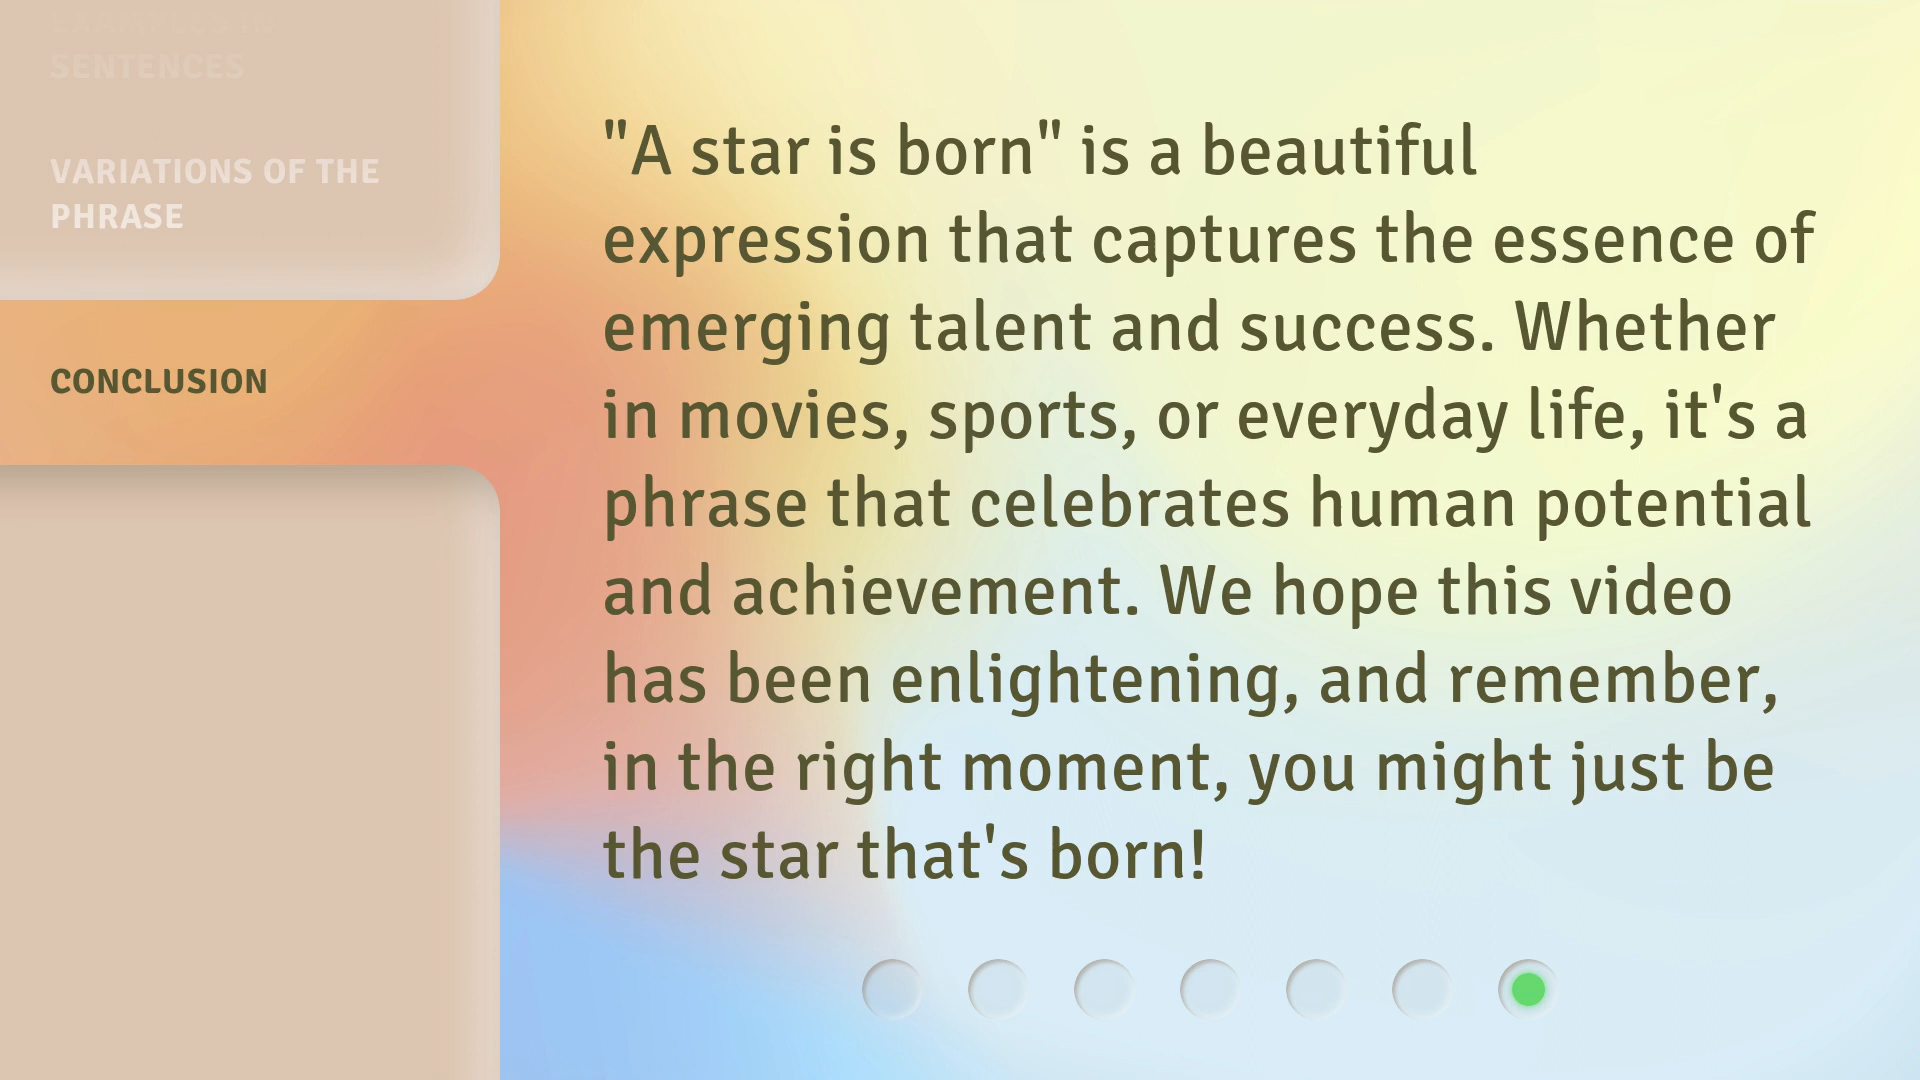 EXAMPLES IN
SENTENCES
VARIATIONS OF THE
PHRASE
CONCLUSION
"A star is born" is a beautiful
expression that captures the essence of
emerging talent and success. Whether
in movies, sports, or everyday life, it's a
phrase that celebrates human potential
and achievement. We hope this video
has been enlightening, and remember,
in the right moment, you might just be
the star that's born!